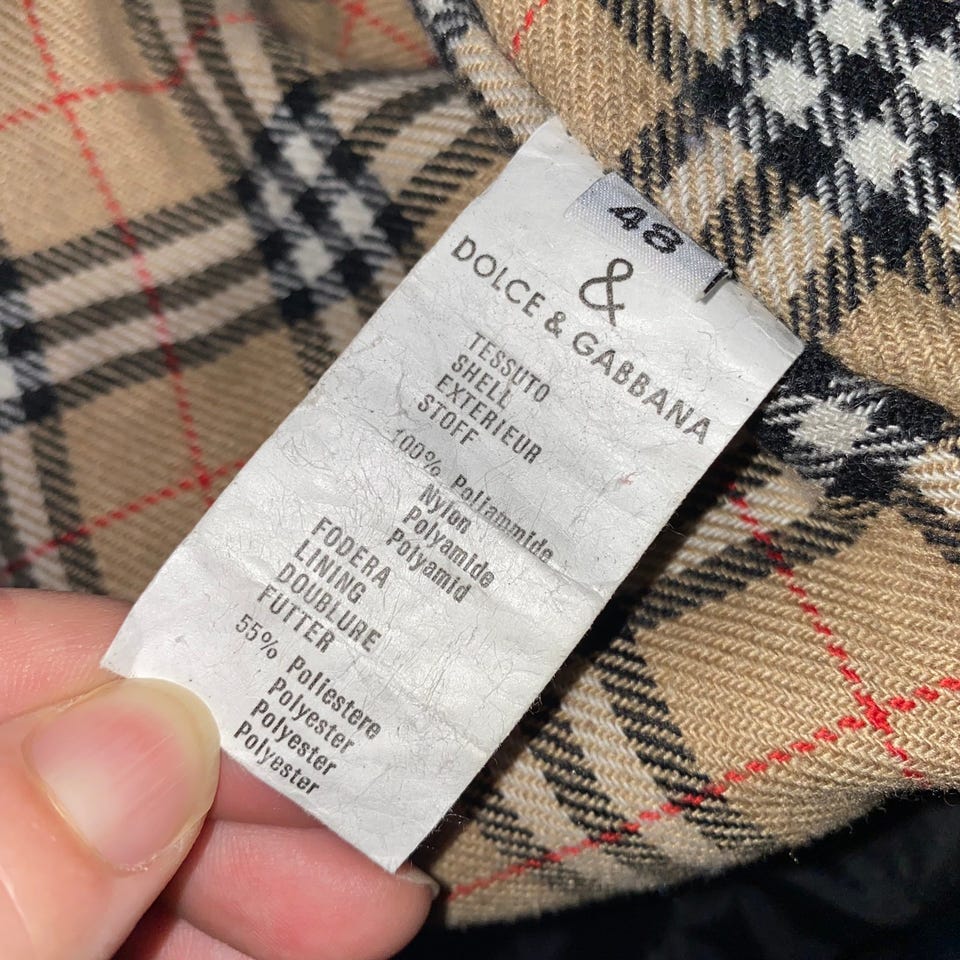 48
&
DOLCE & GABBANA
TESSUTO
SHELL
EXTERIEUR
STOFF
100% Poliammide
Nylon
Polyamide
Polyamid
FODERA
LINING
DOUBLURE
FUTTER
55% Poliestere
Polyester
Polyester
Polyester